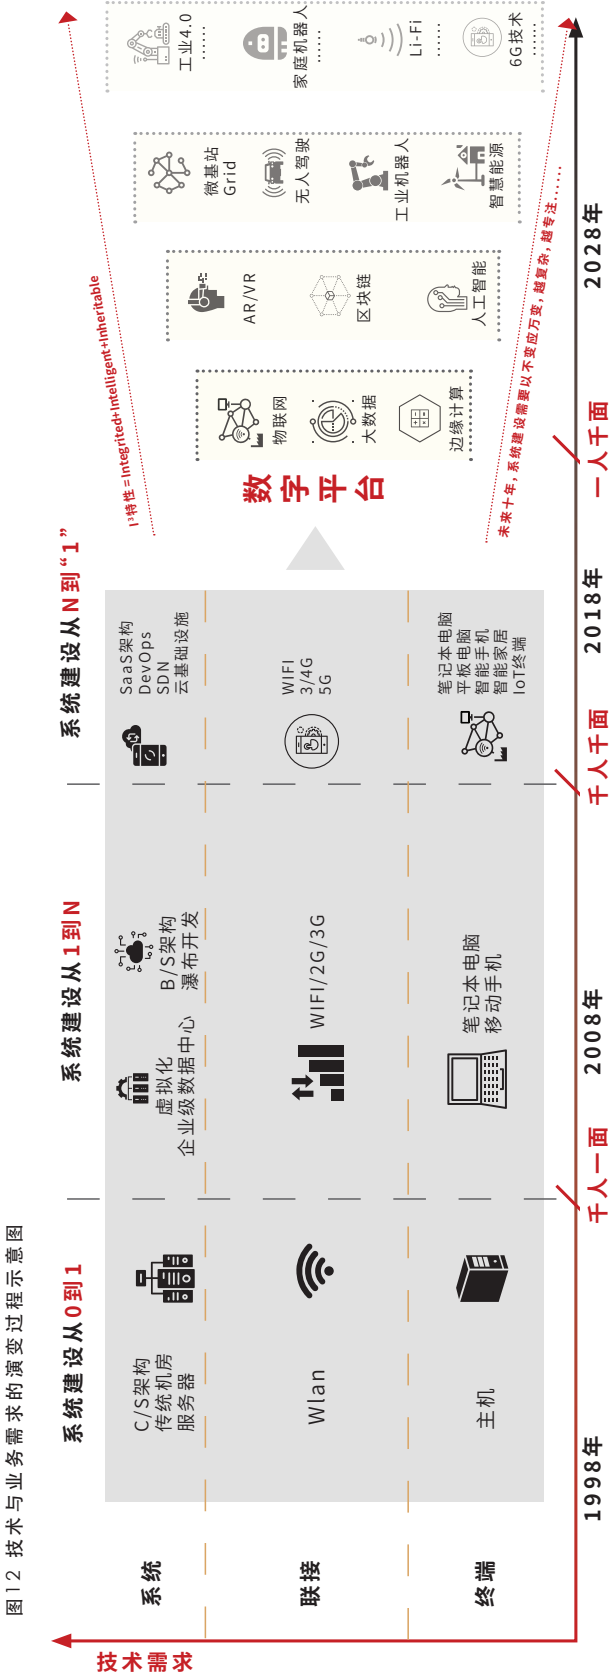 图12 技术与业务需求的演变过程示意图
系统建设从0到1
系统建设从1到N
系统建设从N到“1”
I³特性 = Integrited+Intelligent+Inheritable
技术需求
系统
联接
终端
C/S架构
传统机房
服务器
虚拟化
企业级数据中心
B/S架构
瀑布开发
SaaS架构
DevOps
SDN
云基础设施
Wlan
WIFI/2G/3G
WIFI
3/4G
5G
主机
笔记本电脑
移动手机
笔记本电脑
平板电脑
智能手机
智能家居
IoT终端
数字平台
物联网
大数据
边缘计算
AR/VR
区块链
人工智能
微基站
Grid
无人驾驶
工业机器人
智慧能源
工业4.0
......
家庭机器人
......
Li-Fi
......
6G技术
......
未来十年,系统建设需要以不变应万变,越复杂,越专注......
千人一面
千人千面
一人千面
1998年
2008年
2018年
2028年